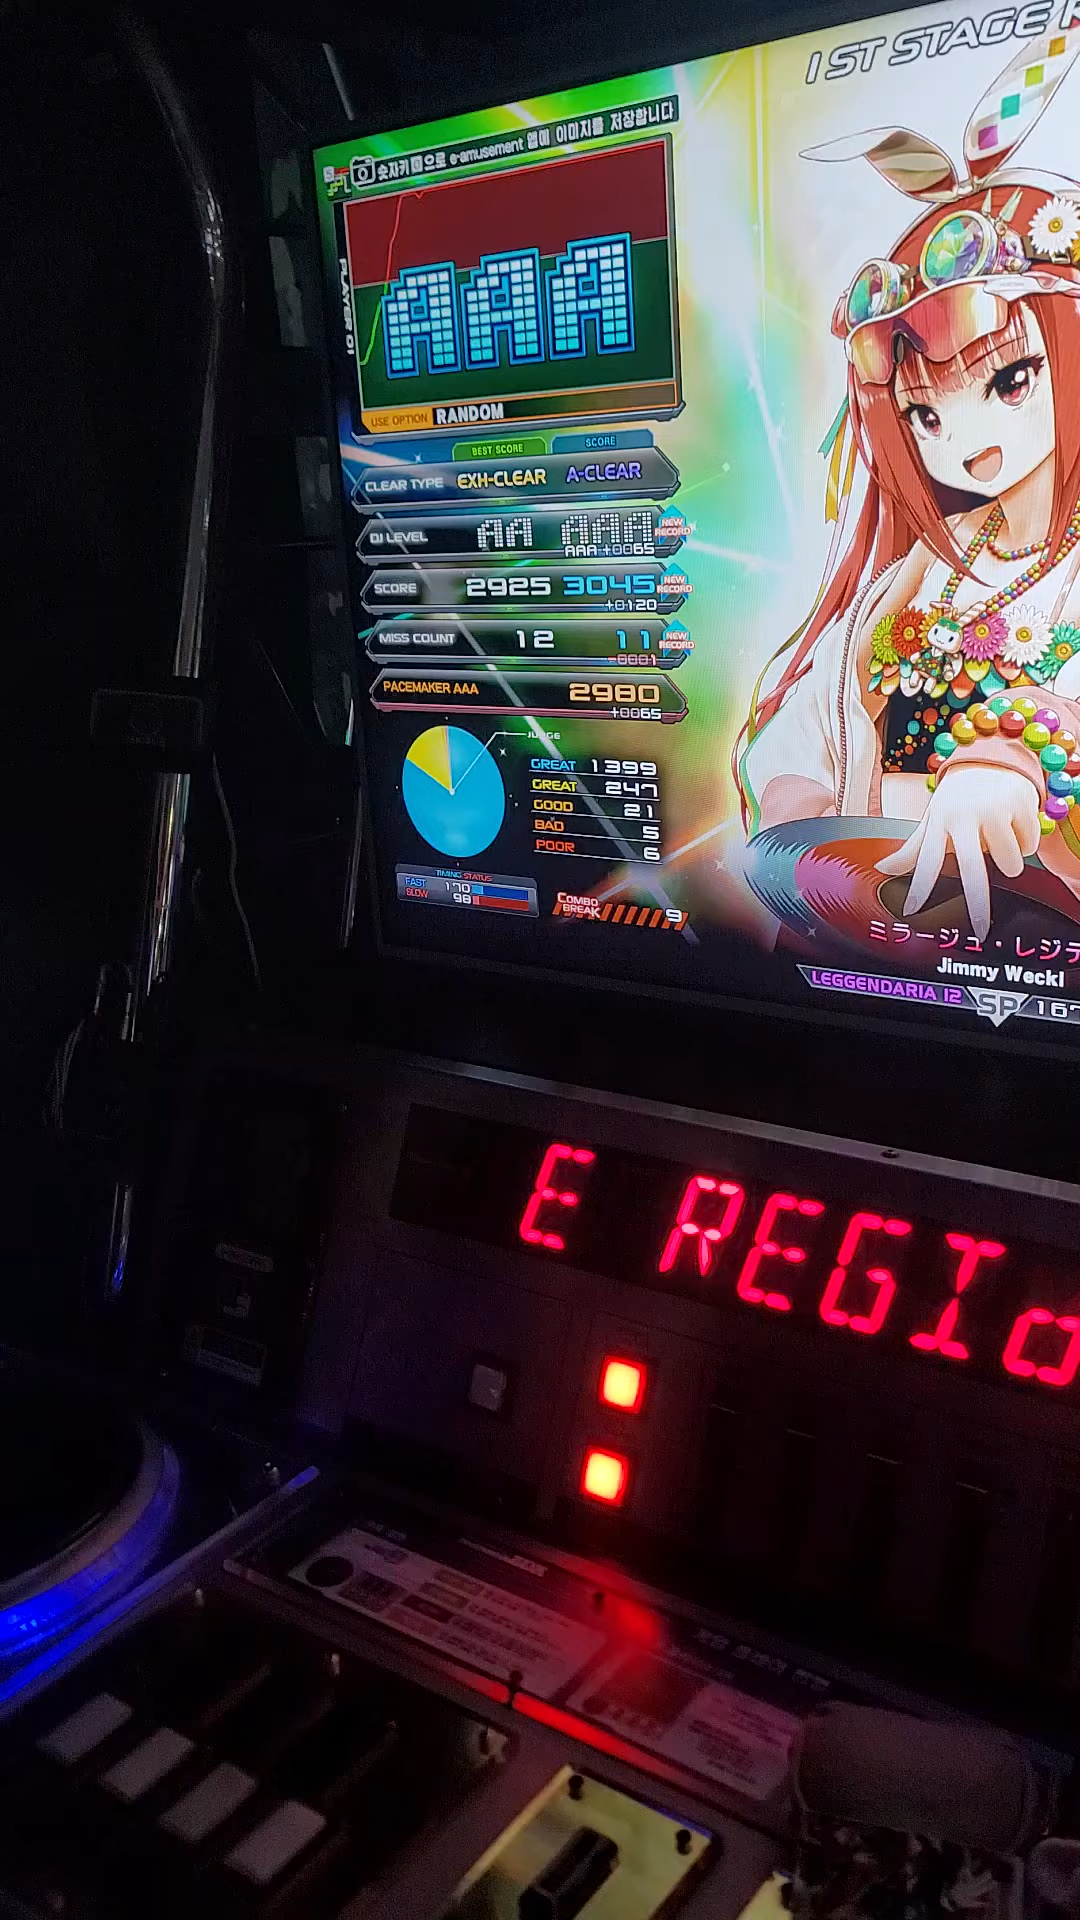 1ST STAGE R
숫자키 으로 e-amusement 앱에 이미지를 저장합니다
PLAYER 01
AAA
USE OPTION RANDOM
BEST SCORE SCORE
CLEAR TYPE EXH-CLEAR A-CLEAR
DJ LEVEL AA AAA NEW RECORD
AAA +0065
SCORE 2925 3045 NEW RECORD
+0120
MISS COUNT 12 11 NEW RECORD
-0001
PACEMAKER AAA 2980
+0065
JUDGE
GREAT 1399
GREAT 247
GOOD 21
BAD 5
POOR 6
TIMING STATUS
FAST 170
SLOW 98
COMBO BREAK 9
ミラージュ・レジデ
Jimmy Weckl
LEGGENDARIA 12 SP 167
E REGIO